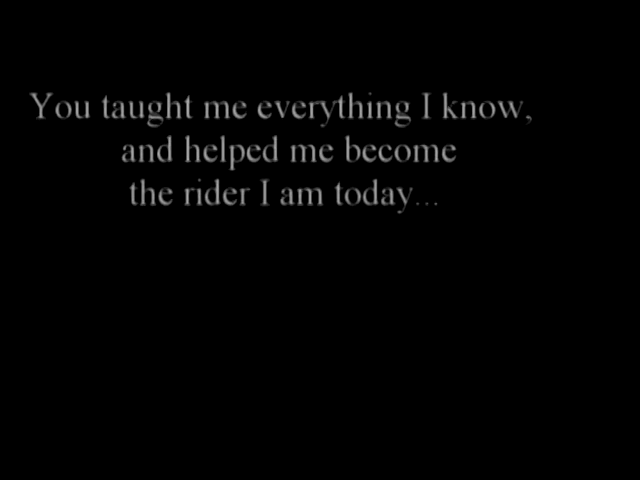 You taught me everything I know,
and helped me become
the rider I am today...